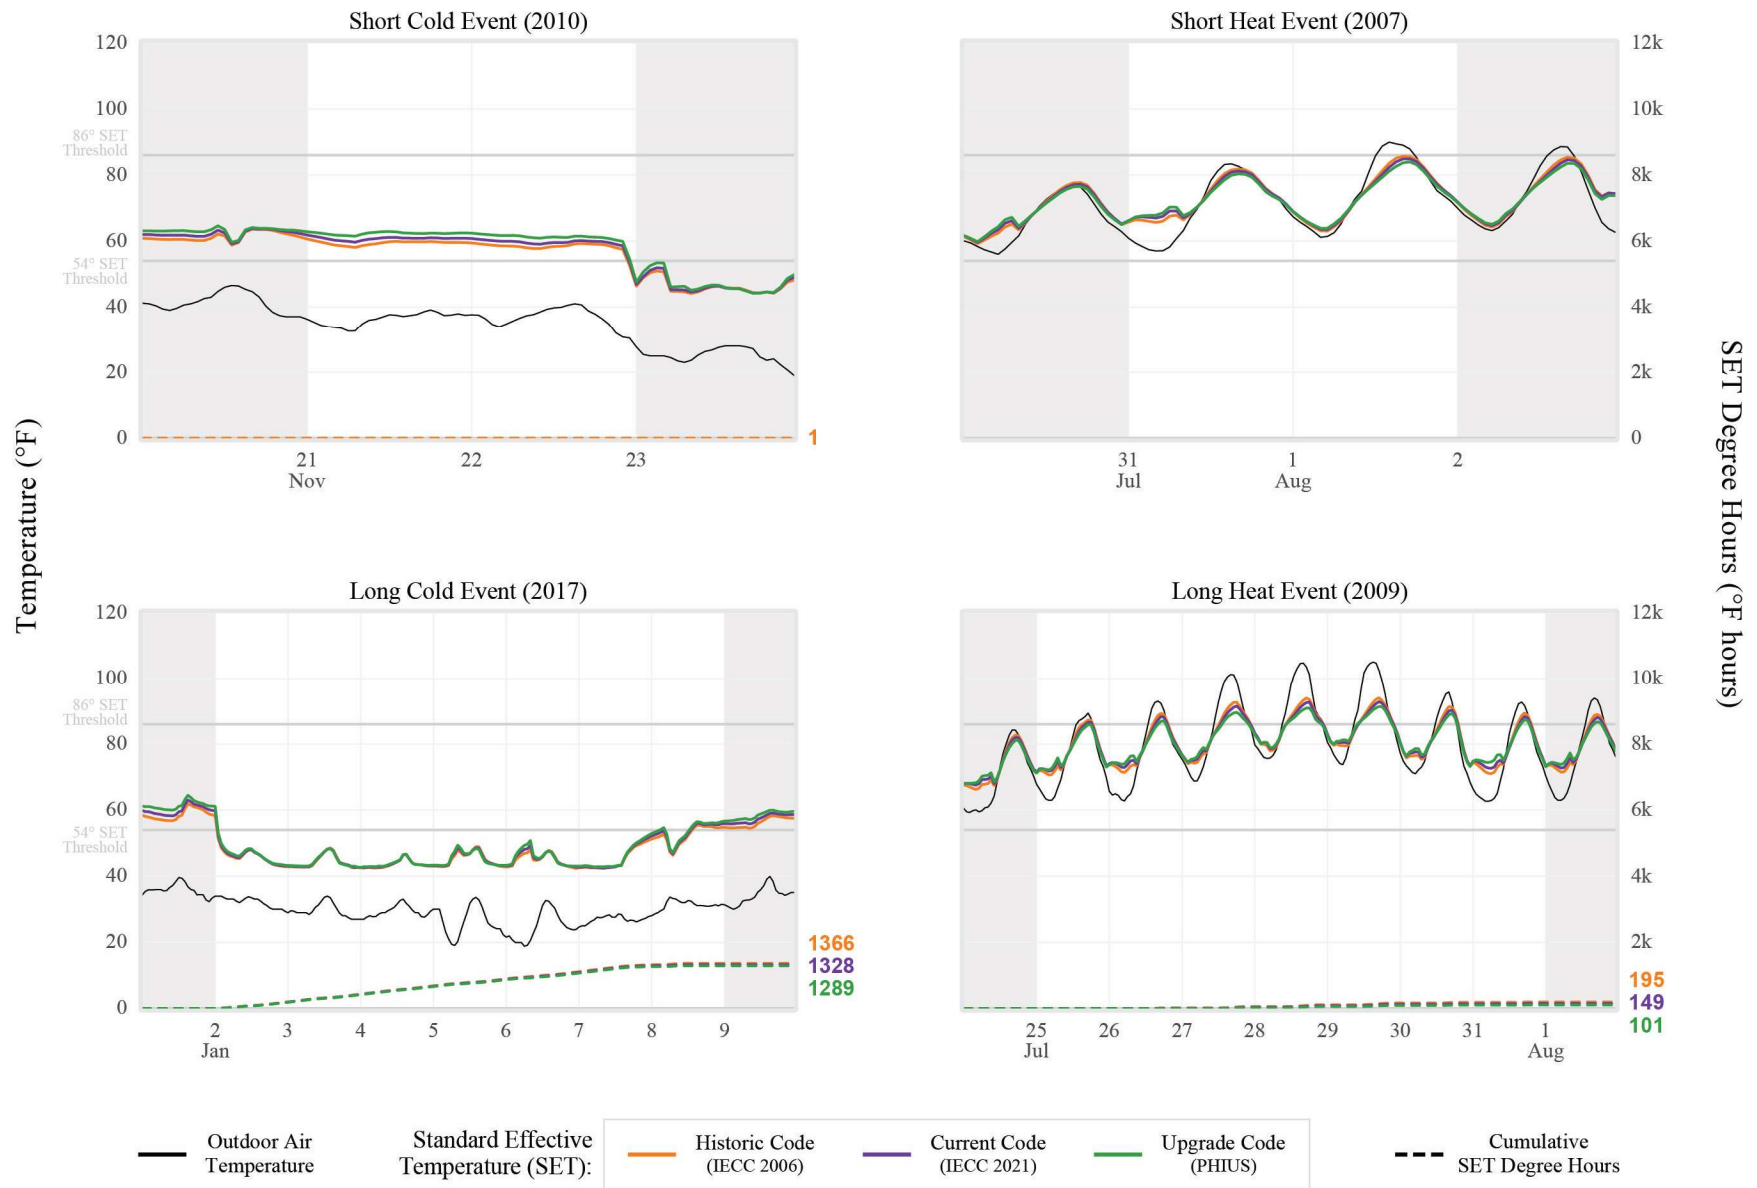 Short Cold Event (2010)
120
100
86° SET
Threshold
80
60
54° SET
Threshold
40
20
0
1
21
Nov
22
23
Short Heat Event (2007)
12k
10k
8k
6k
4k
2k
0
31
Jul
1
Aug
2
Temperature (°F)
SET Degree Hours (°F hours)
Long Cold Event (2017)
120
100
86° SET
Threshold
80
60
54° SET
Threshold
40
20
0
1366
1328
1289
2
Jan
3
4
5
6
7
8
9
Long Heat Event (2009)
12k
10k
8k
6k
4k
2k
195
149
101
25
Jul
26
27
28
29
30
31
1
Aug
Outdoor Air
Temperature
Standard Effective
Temperature (SET):
Historic Code
(IECC 2006)
Current Code
(IECC 2021)
Upgrade Code
(PHIUS)
Cumulative
SET Degree Hours